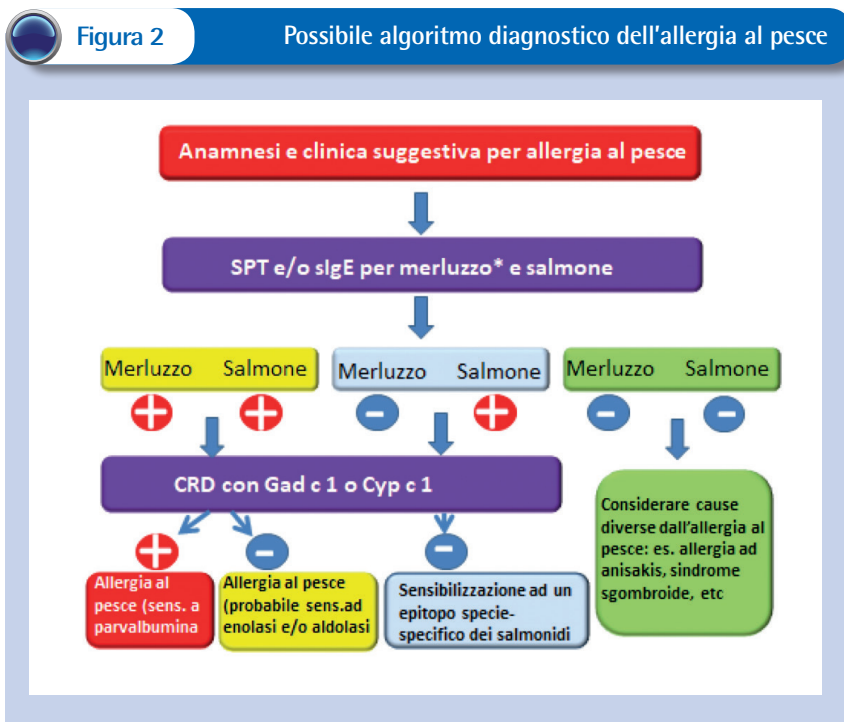 Figura 2
Possibile algoritmo diagnostico dell'allergia al pesce
Anamnesi e clinica suggestiva per allergia al pesce
SPT e/o sIgE per merluzzo* e salmone
Merluzzo Salmone
Merluzzo Salmone
Merluzzo Salmone
+ +
- +
- -
CRD con Gad c 1 o Cyp c 1
+
-
-
Allergia al
pesce (sens. a
parvalbumina
Allergia al pesce
(probabile sens.ad
enolasi e/o aldolasi
Sensibilizzazione ad un
epitopo specie-
specifico dei salmonidi
Considerare cause
diverse dall'allergia al
pesce: es. allergia ad
anisakis, sindrome
sgombroide, etc